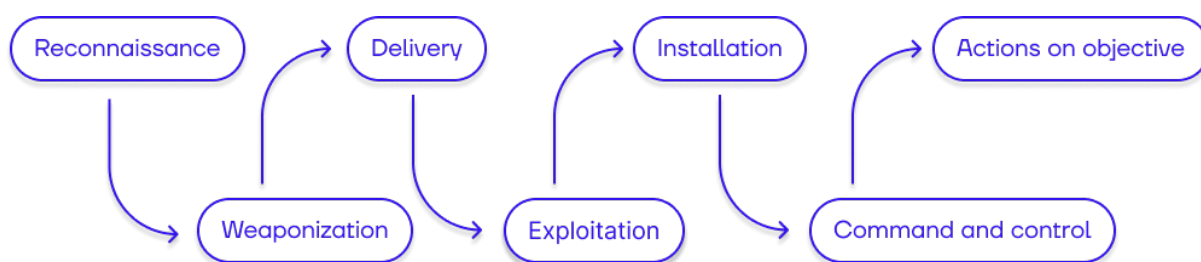 Reconnaissance
Weaponization
Delivery
Exploitation
Installation
Command and control
Actions on objective